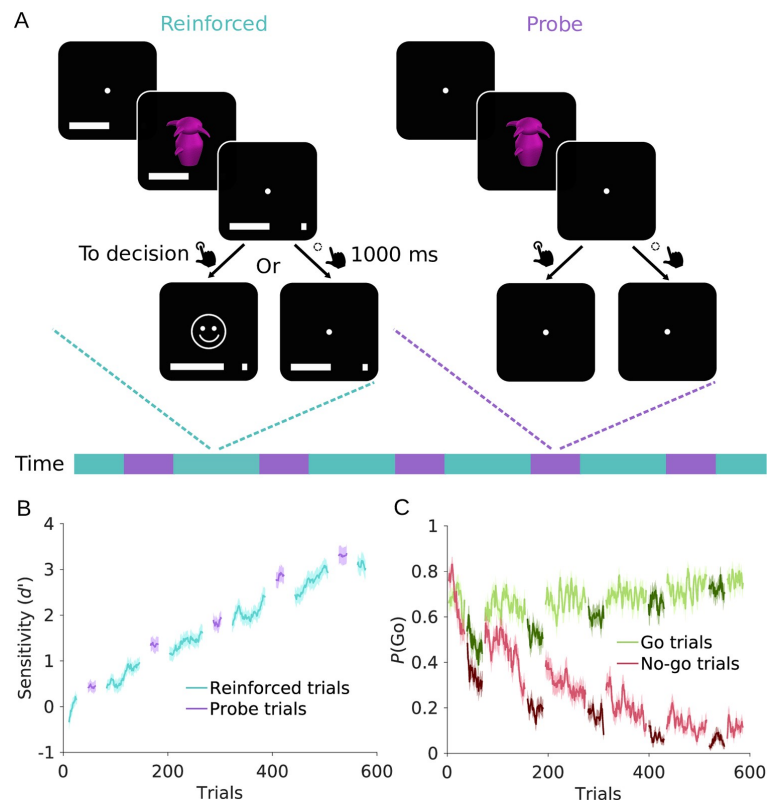 A
Reinforced
Probe
To decision
Or
1000 ms
Time
B
Sensitivity (d')
4
3
2
1
0
-1
Reinforced trials
Probe trials
0
200
400
600
Trials
C
P(Go)
1
0.8
0.6
0.4
0.2
0
Go trials
No-go trials
0
200
400
600
Trials